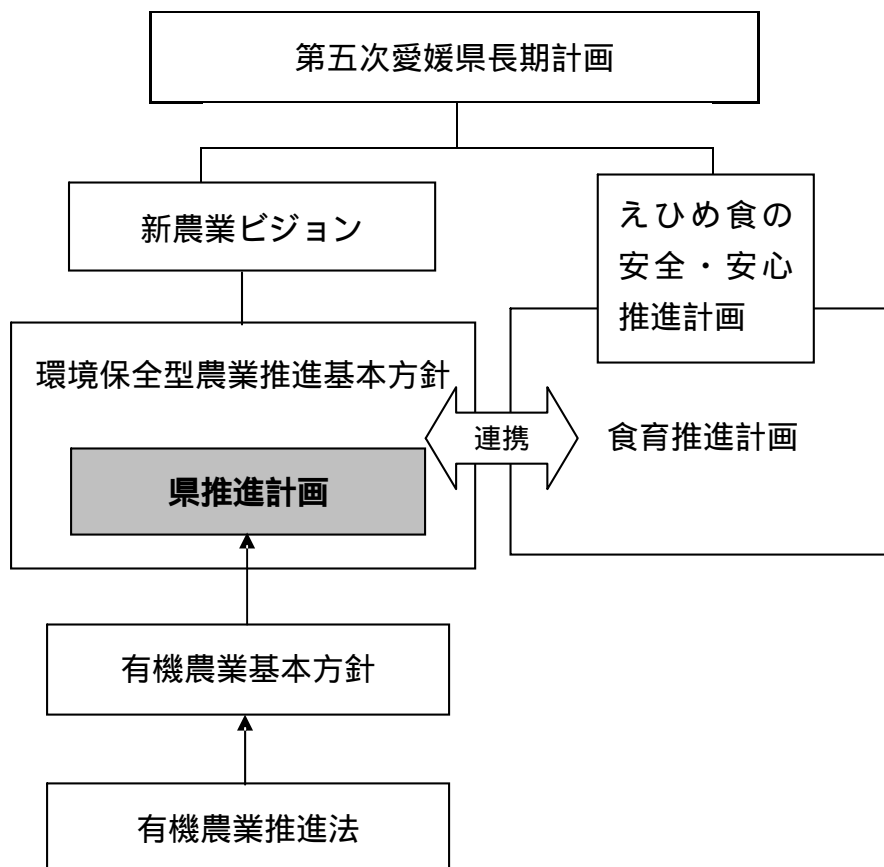 第五次愛媛県長期計画
新農業ビジョン
えひめ食の
安全・安心
推進計画
環境保全型農業推進基本方針
連携
食育推進計画
県推進計画
有機農業基本方針
有機農業推進法